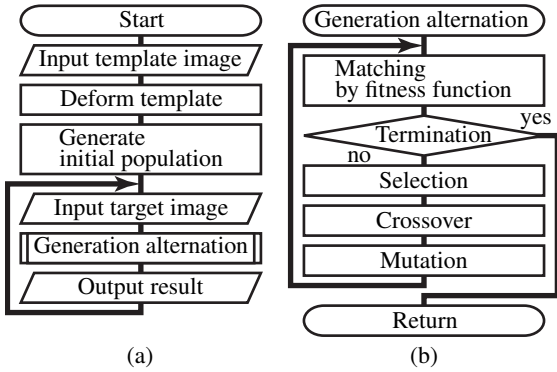 Start
Input template image
Deform template
Generate
initial population
Input target image
Generation alternation
Output result
(a)
Generation alternation
Matching
by fitness function
Termination
yes
no
Selection
Crossover
Mutation
Return
(b)